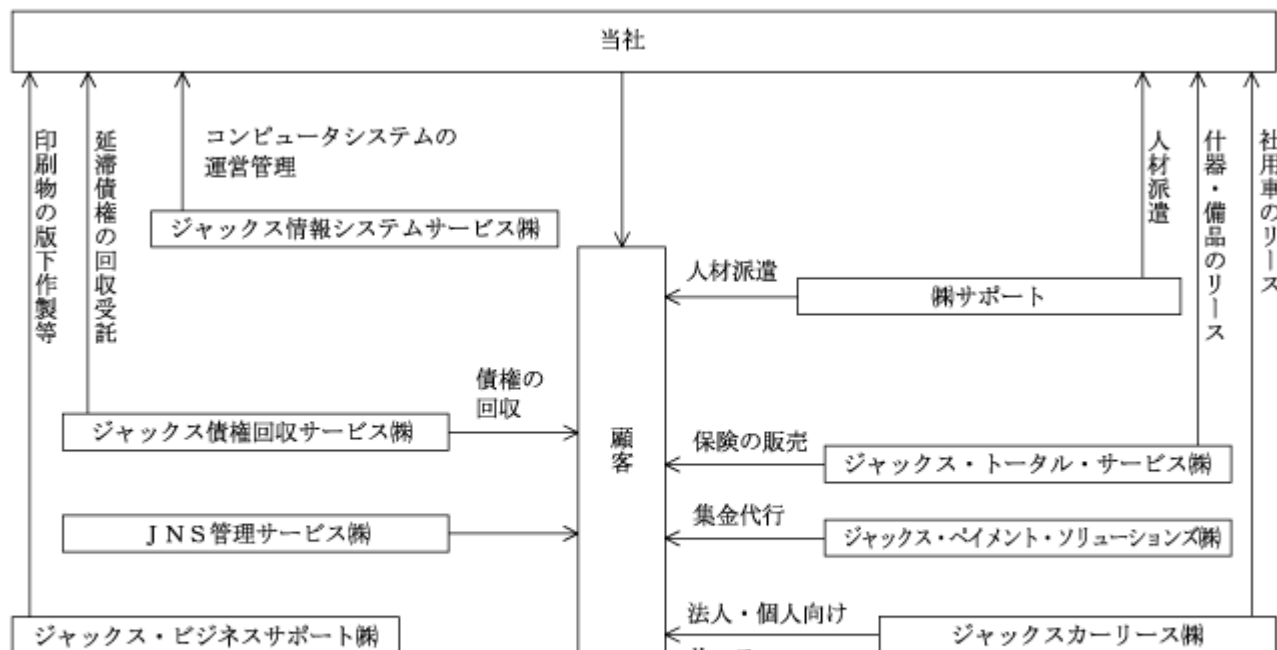 当社
印刷物の版下作製等
延滞債権の回収受託
コンピュータシステムの
運営管理
人材派遣
什器・備品のリース
社用車のリース
ジャックス情報システムサービス㈱
人材派遣
㈱サポート
債権の
回収
ジャックス債権回収サービス㈱
顧客
保険の販売
ジャックス・トータル・サービス㈱
JNS管理サービス㈱
集金代行
ジャックス・ペイメント・ソリューションズ㈱
ジャックス・ビジネスサポート㈱
法人・個人向け
ジャックスカーリース㈱